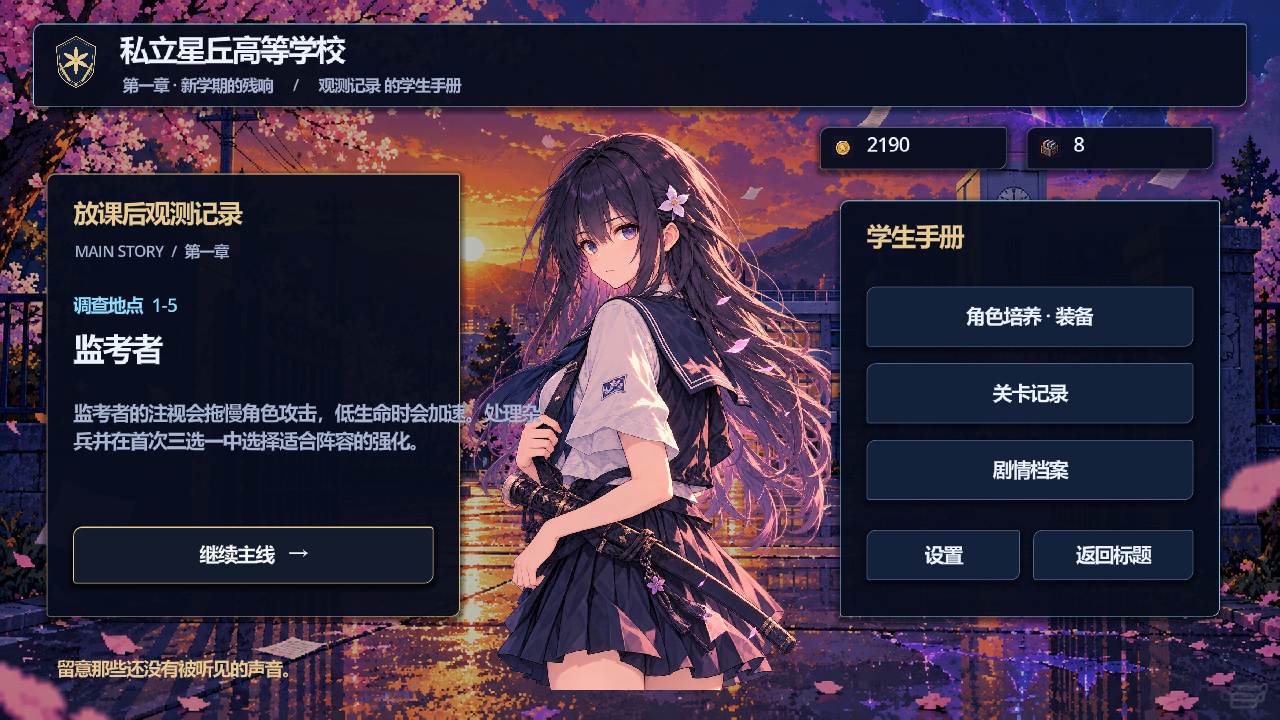 私立星丘高等学校
第一章 · 新学期的残响 / 观测记录 的学生手册
2190
8
放课后观测记录
MAIN STORY / 第一章
调查地点 1-5
监考者
监考者的注视会拖慢角色攻击，低生命时会加速。处理杂
兵并在首次三选一中选择适合阵容的强化。
继续主线 →
学生手册
角色培养 · 装备
关卡记录
剧情档案
设置
返回标题
留意那些还没有被听见的声音。